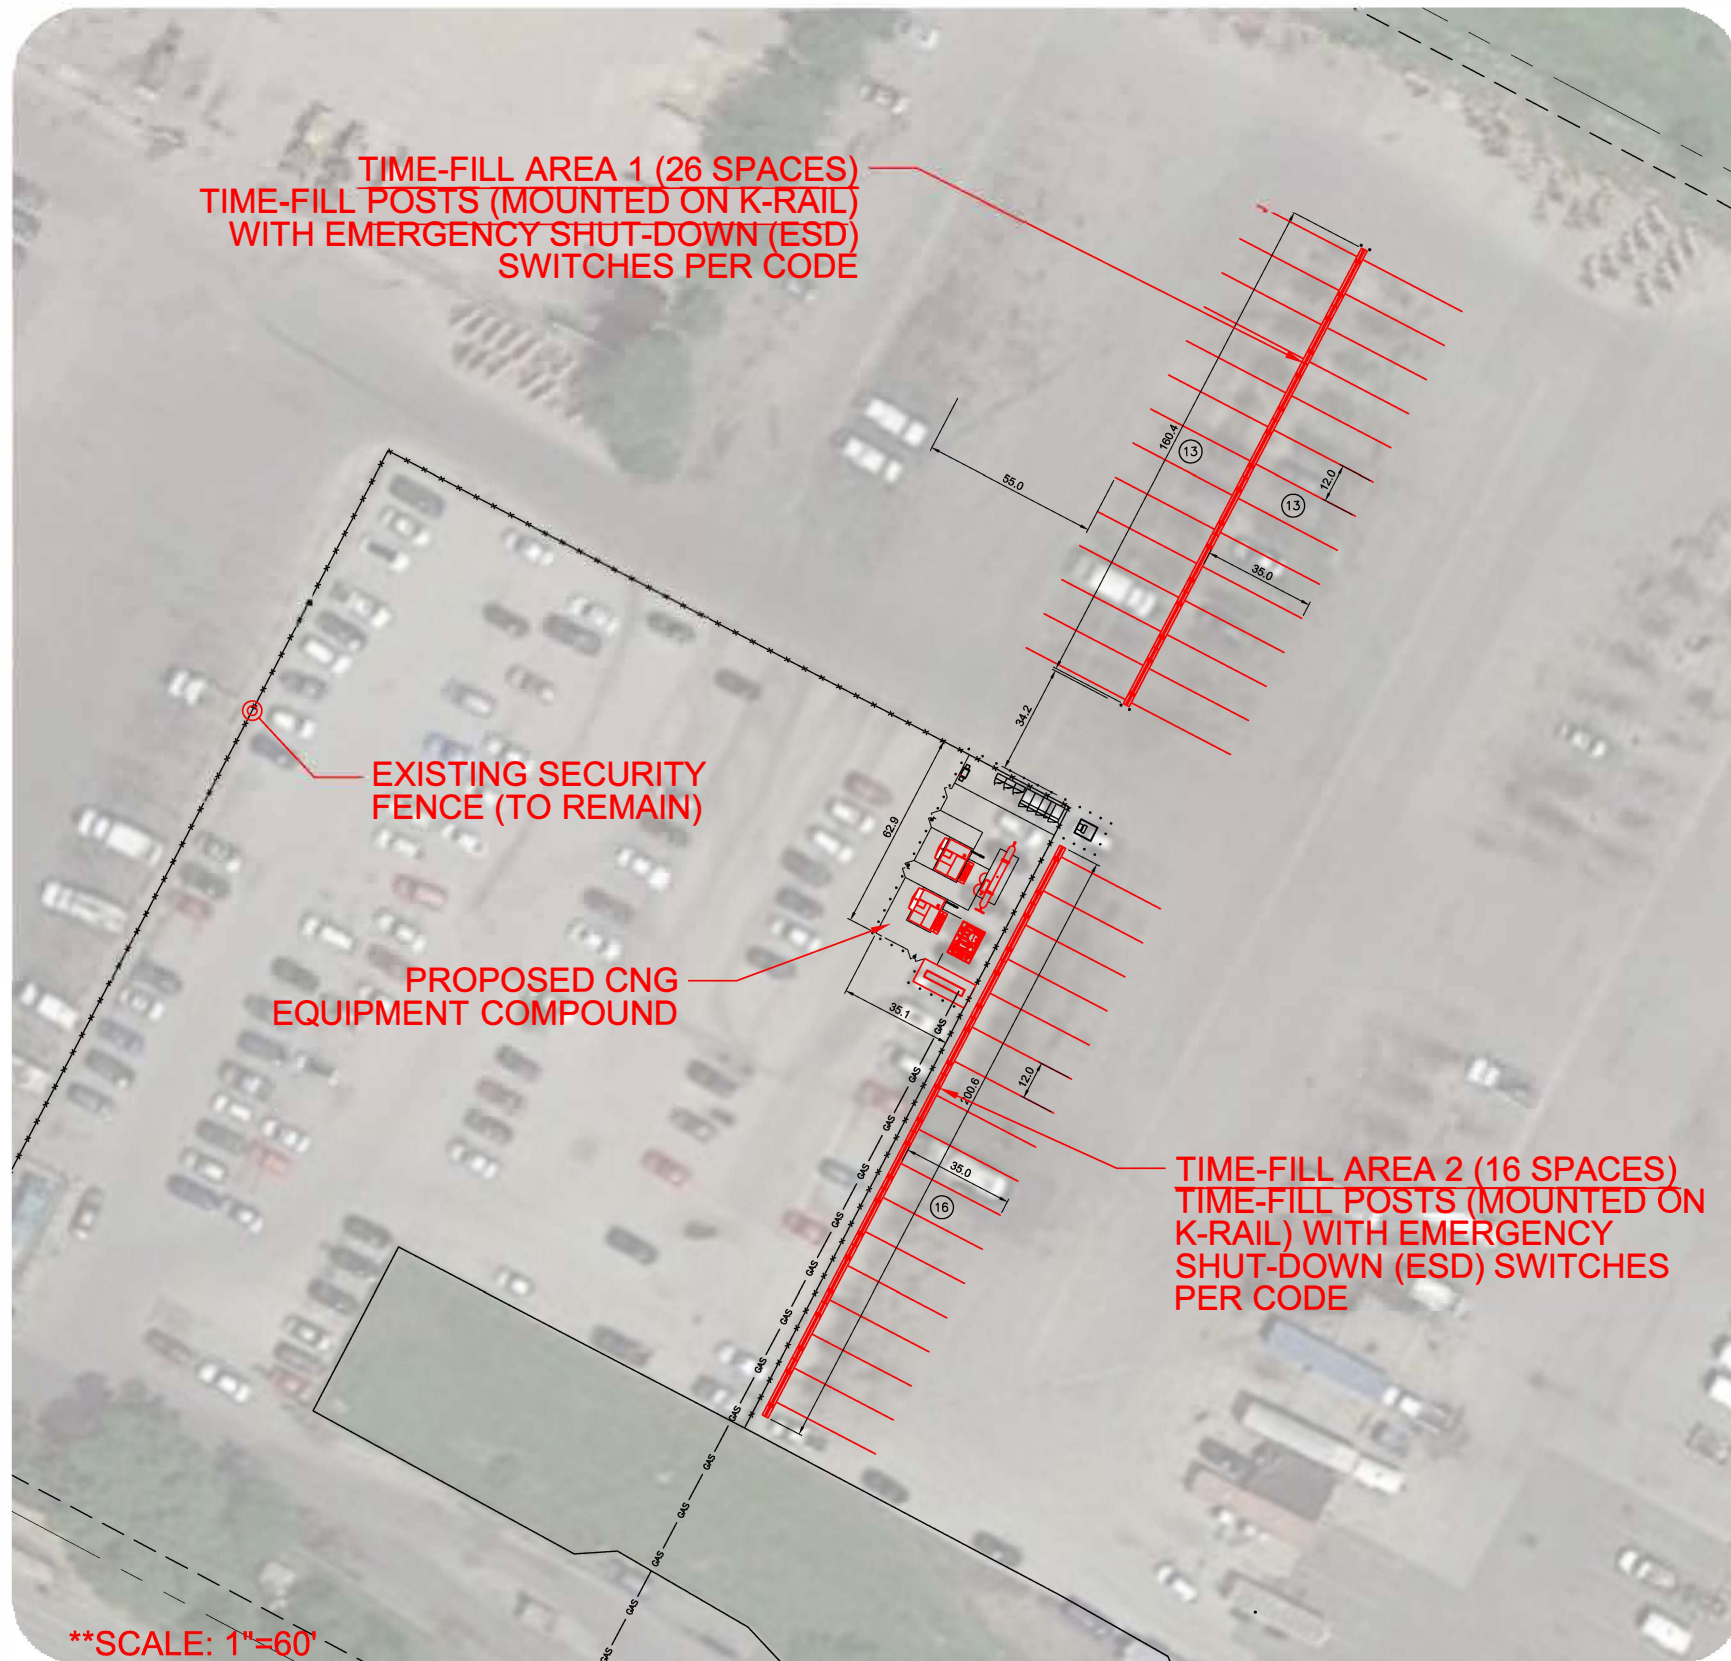 TIME-FILL AREA 1 (26 SPACES)
TIME-FILL POSTS (MOUNTED ON K-RAIL)
WITH EMERGENCY SHUT-DOWN (ESD)
SWITCHES PER CODE
160.4
13
12.0
13
55.0
35.0
34.2
EXISTING SECURITY
FENCE (TO REMAIN)
62.9
PROPOSED CNG
EQUIPMENT COMPOUND
35.1
GAS
GAS
GAS
GAS
GAS
GAS
GAS
GAS
GAS
GAS
GAS
GAS
GAS
GAS
12.0
200.6
35.0
16
TIME-FILL AREA 2 (16 SPACES)
TIME-FILL POSTS (MOUNTED ON
K-RAIL) WITH EMERGENCY
SHUT-DOWN (ESD) SWITCHES
PER CODE
**SCALE: 1"=60'